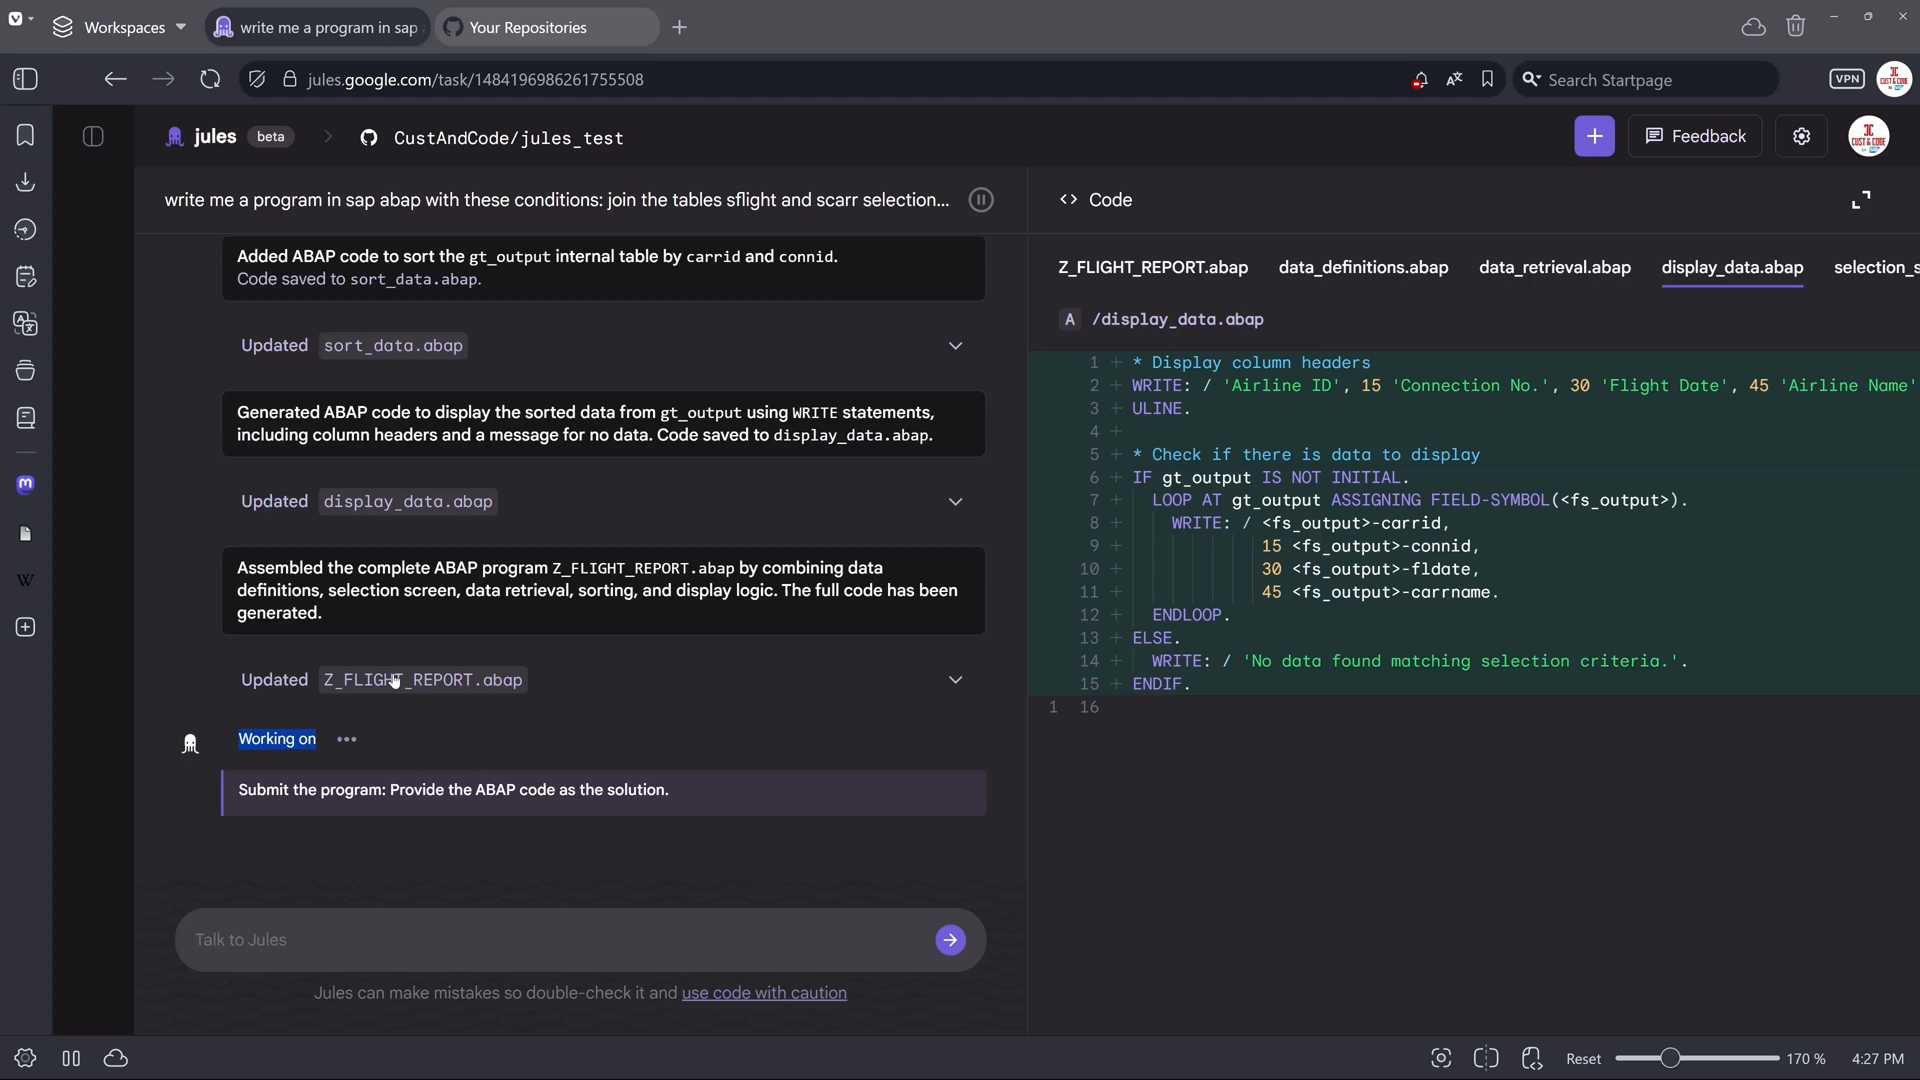 Workspaces
write me a program in sap
Your Repositories
jules.google.com/task/1484196986261755508
Search Startpage
VPN
jules beta
CustAndCode/jules_test
Feedback
write me a program in sap abap with these conditions: join the tables sflight and scarr selection...
Added ABAP code to sort the gt_output internal table by carrid and connid.
Code saved to sort_data.abap.
Updated sort_data.abap
Generated ABAP code to display the sorted data from gt_output using WRITE statements,
including column headers and a message for no data. Code saved to display_data.abap.
Updated display_data.abap
Assembled the complete ABAP program Z_FLIGHT_REPORT.abap by combining data
definitions, selection screen, data retrieval, sorting, and display logic. The full code has been
generated.
Updated Z_FLIGHT_REPORT.abap
Working on
Submit the program: Provide the ABAP code as the solution.
Talk to Jules
Jules can make mistakes so double-check it and use code with caution
<> Code
Z_FLIGHT_REPORT.abap data_definitions.abap data_retrieval.abap display_data.abap selection_s
A /display_data.abap
1 + * Display column headers
2 + WRITE: / 'Airline ID', 15 'Connection No.', 30 'Flight Date', 45 'Airline Name'
3 + ULINE.
4 +
5 + * Check if there is data to display
6 + IF gt_output IS NOT INITIAL.
7 + LOOP AT gt_output ASSIGNING FIELD-SYMBOL(<fs_output>).
8 + WRITE: / <fs_output>-carrid,
9 + 15 <fs_output>-connid,
10 + 30 <fs_output>-fldate,
11 + 45 <fs_output>-carrname.
12 + ENDLOOP.
13 + ELSE.
14 + WRITE: / 'No data found matching selection criteria.'.
15 + ENDIF.
1 16
Reset 170 % 4:27 PM